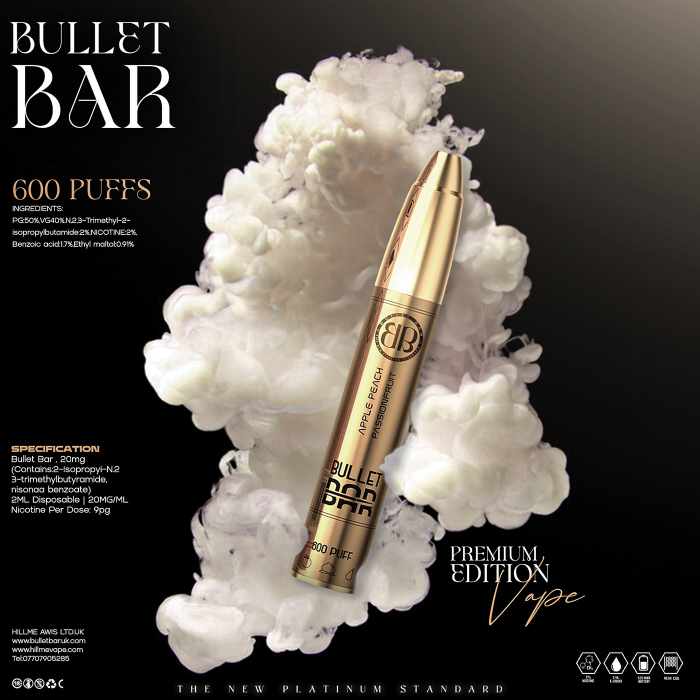 BULLET
BAR
600 PUFFS
INGREDIENTS:
PG:50%,VG40%,N,2,3-Trimethyl-2-
isopropylbutamide:2%,NICOTINE:2%,
Benzoic acid:1.7%,Ethyl maltol:0.91%
BB
APPLE PEACH
PASSIONFRUIT
BULLET
BAR
600 PUFF
SPECIFICATION
Bullet Bar . 20mg
(Contains:2-isopropyi-N,2
3-trimethylbutyramide,
nisonaa benzoate)
2ML Disposable | 20MG/ML
Nicotine Per Dose: 9pg
PREMIUM
EDITION
Vape
HILLME AWIS LTD.UK
www.bulletbaruk.com
www.hillmevape.com
Tel:07707905285
THE NEW PLATINUM STANDARD